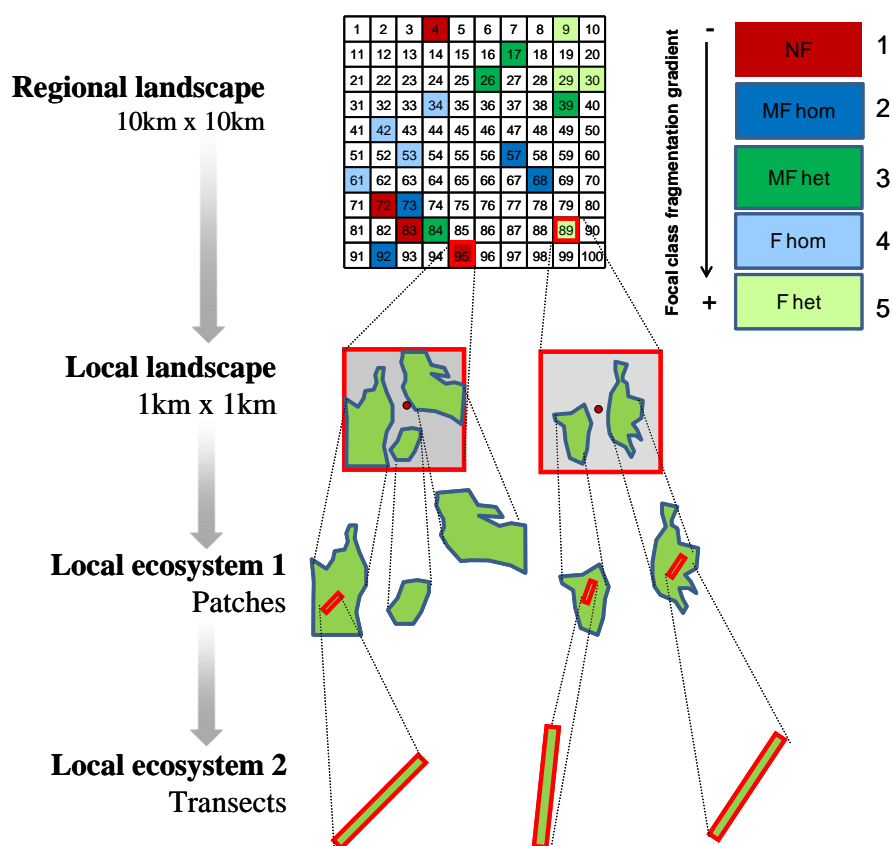 Regional landscape
10km x 10km
1 2 3 4 5 6 7 8 9 10
11 12 13 14 15 16 17 18 19 20
21 22 23 24 25 26 27 28 29 30
31 32 33 34 35 36 37 38 39 40
41 42 43 44 45 46 47 48 49 50
51 52 53 54 55 56 57 58 59 60
61 62 63 64 65 66 67 68 69 70
71 72 73 74 75 76 77 78 79 80
81 82 83 84 85 86 87 88 89 90
91 92 93 94 95 96 97 98 99 100
Focal class fragmentation gradient
-
+
NF 1
MF hom 2
MF het 3
F hom 4
F het 5
Local landscape
1km x 1km
Local ecosystem 1
Patches
Local ecosystem 2
Transects